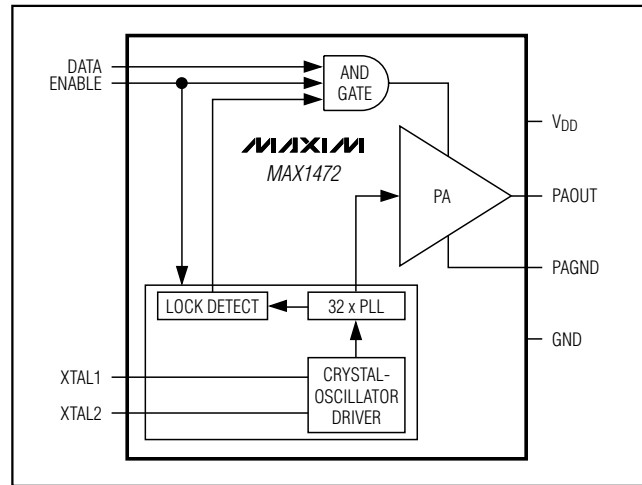 DATA
ENABLE
AND
GATE
MAXIM
MAX1472
VDD
PA
PAOUT
PAGND
LOCK DETECT
32 x PLL
GND
XTAL1
XTAL2
CRYSTAL-
OSCILLATOR
DRIVER